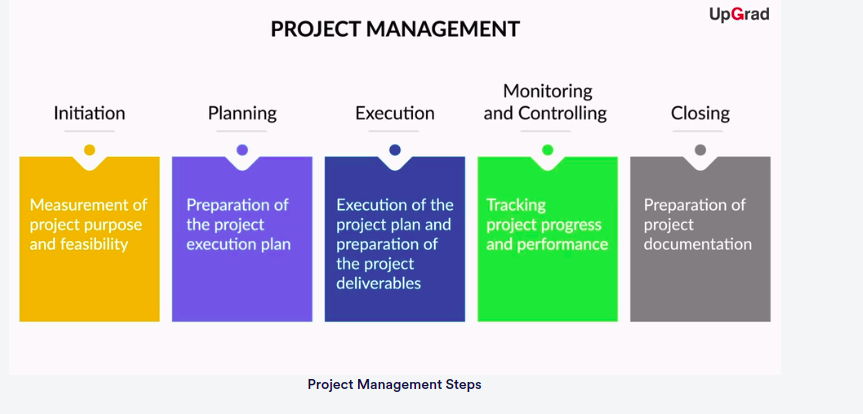 UpGrad
PROJECT MANAGEMENT
Initiation
Measurement of
project purpose
and feasibility
Planning
Preparation of
the project
execution plan
Execution
Execution of the
project plan and
preparation of
the project
deliverables
Monitoring
and Controlling
Tracking
project progress
and performance
Closing
Preparation of
project
documentation
Project Management Steps